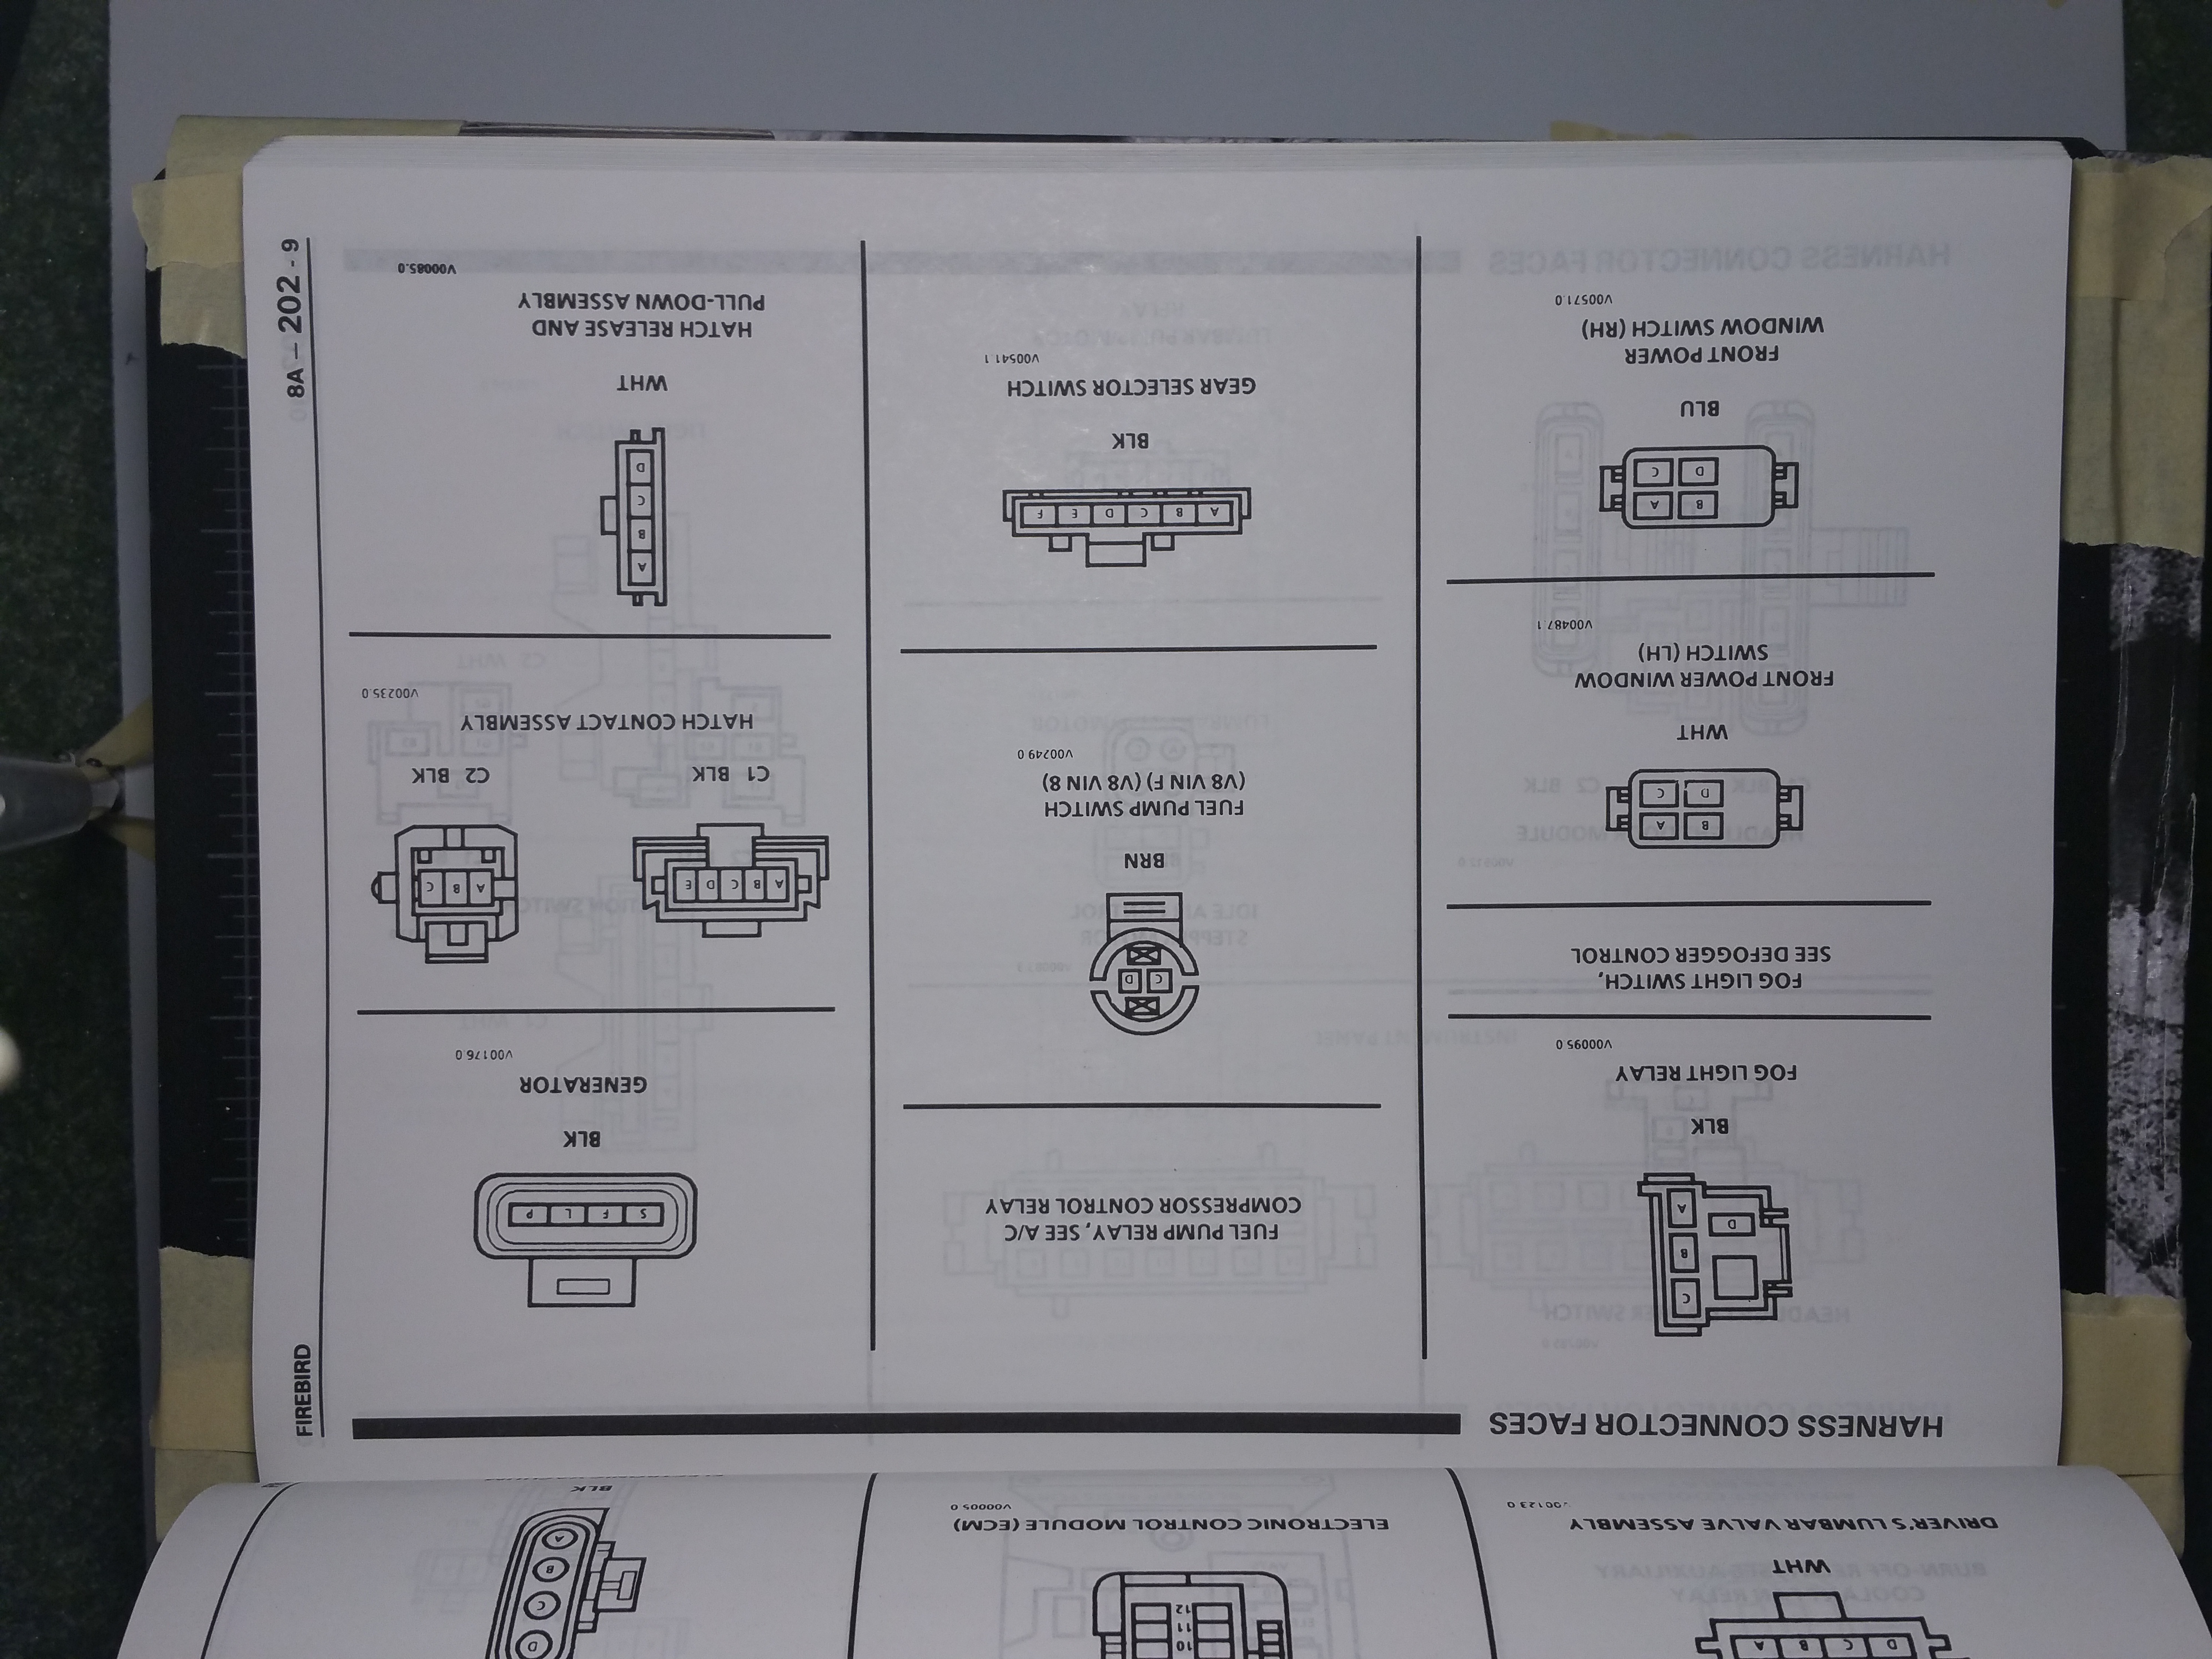 D C B A
WHT
DRIVER'S LUMBAR VALVE ASSEMBLY
10
11
12
ELECTRONIC CONTROL MODULE (ECM)
V00005.0
D
C
B
A
BLK
HARNESS CONNECTOR FACES
FIREBIRD
8A — 202 - 9
C
B
D
A
BLK
FOG LIGHT RELAY
V00095.0
FOG LIGHT SWITCH,
SEE DEFOGGER CONTROL
B A
D C
WHT
FRONT POWER WINDOW
SWITCH (LH)
V00487.1
B A
D C
BLU
FRONT POWER
WINDOW SWITCH (RH)
V00571.0
FUEL PUMP RELAY, SEE A/C
COMPRESSOR CONTROL RELAY
C D
BRN
FUEL PUMP SWITCH
(V8 VIN F) (V8 VIN 8)
V00249.0
A B C D E F
BLK
GEAR SELECTOR SWITCH
V00541.1
S F L P
BLK
GENERATOR
V00176.0
A B C D E
A B C
C1 BLK
C2 BLK
HATCH CONTACT ASSEMBLY
V00235.0
A
B
C
D
WHT
HATCH RELEASE AND
PULL-DOWN ASSEMBLY
V00085.0